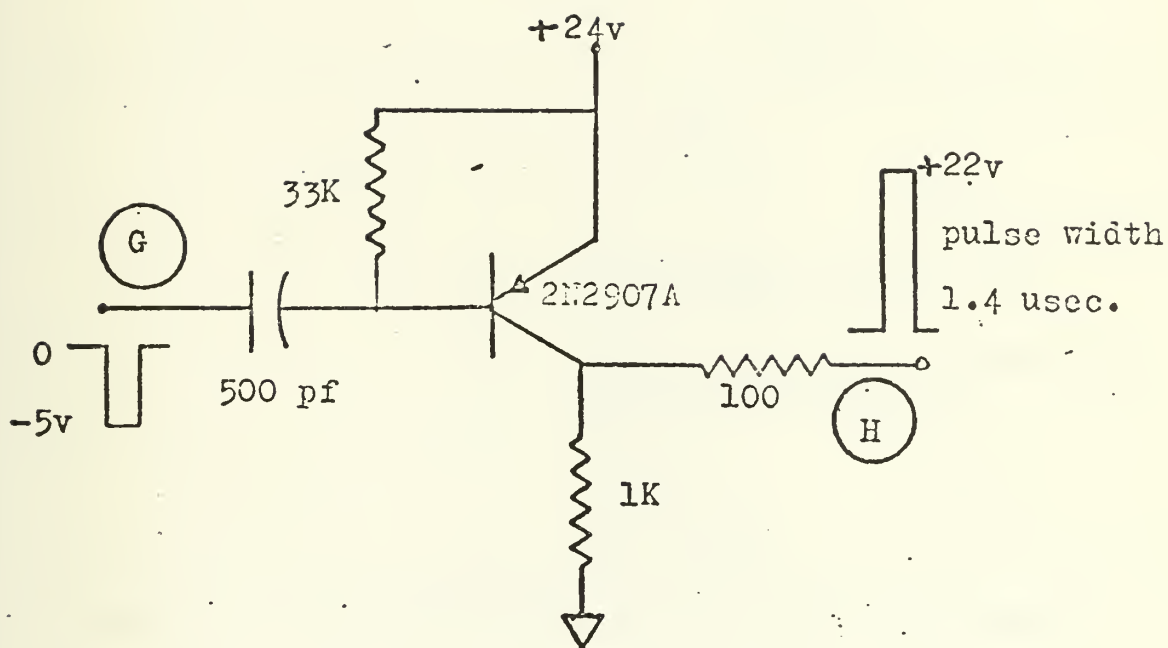 +24v
33K
+22v
G
pulse width
2N2907A
1.4 usec.
0
500 pf
100
-5v
H
1K